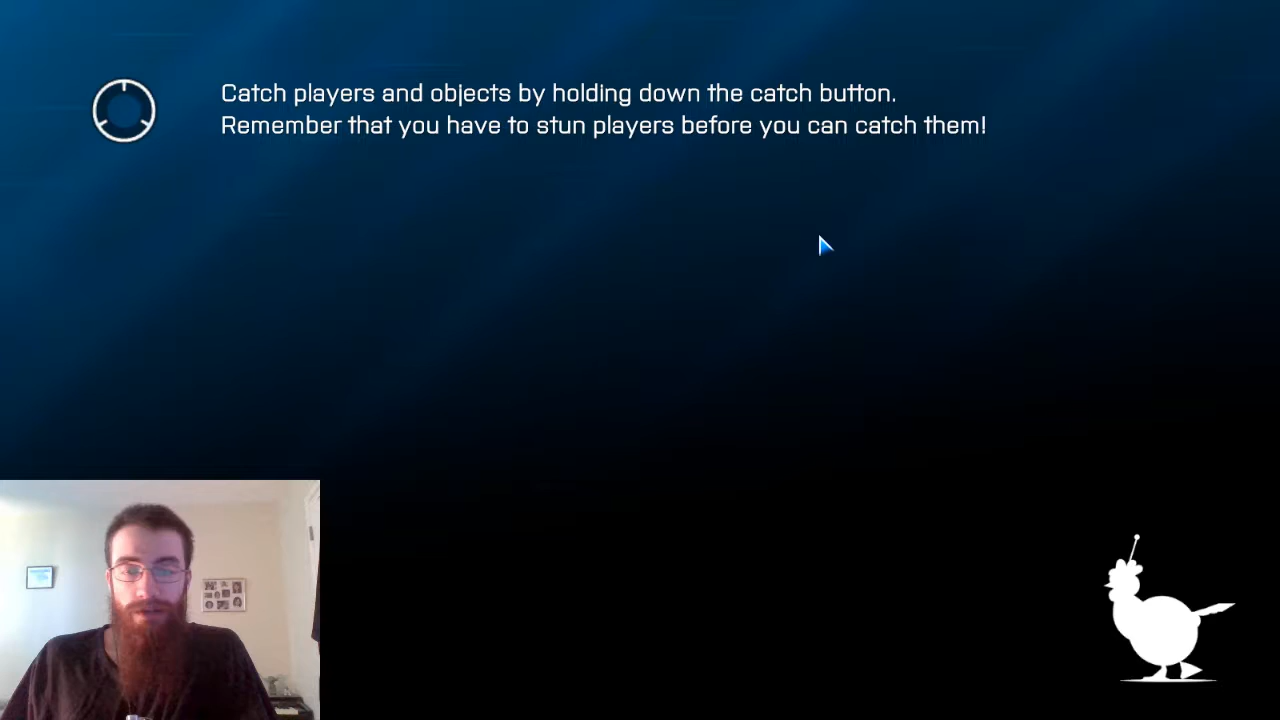 Catch players and objects by holding down the catch button.
Remember that you have to stun players before you can catch them!